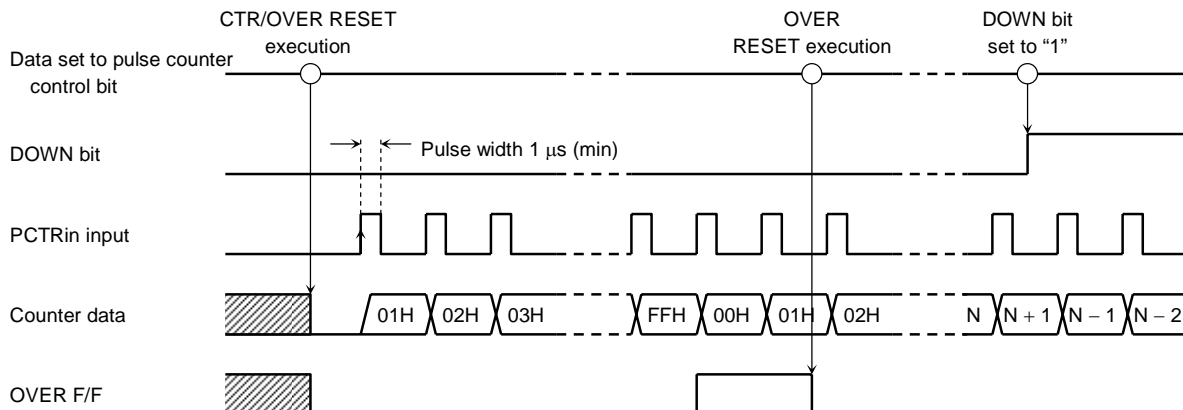 CTR/OVER RESET
execution
OVER
RESET execution
DOWN bit
set to “1”
Data set to pulse counter
control bit
DOWN bit
Pulse width 1 μs (min)
PCTRin input
Counter data
01H 02H 03H FFH 00H 01H 02H N N + 1 N − 1 N − 2
OVER F/F